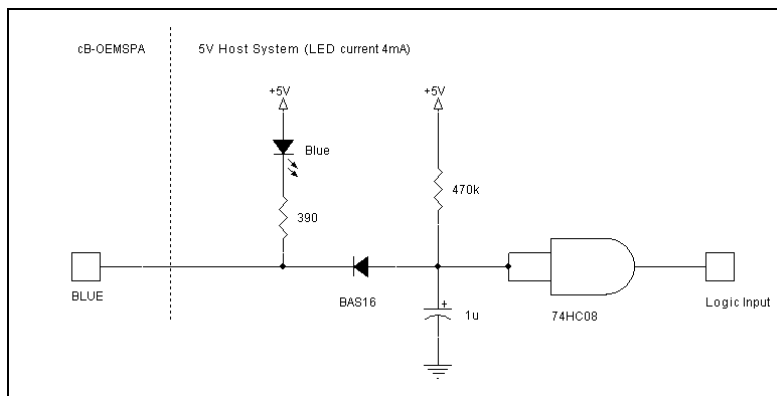 cB-OEMSPA
5V Host System (LED current 4mA)
+5V
+5V
Blue
470k
390
BLUE
BAS16
+
1u
74HC08
Logic Input